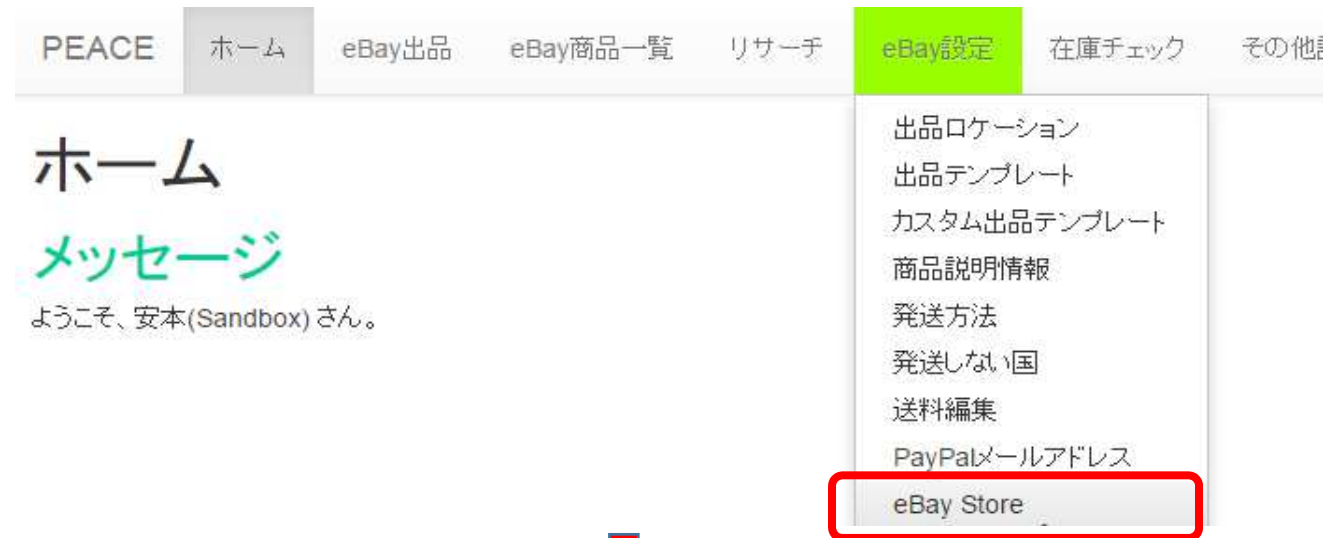 PEACE ホーム eBay出品 eBay商品一覧 リサーチ eBay設定 在庫チェック その他
ホーム
メッセージ
ようこそ、安本(Sandbox)さん。
出品ロケーション
出品テンプレート
カスタム出品テンプレート
商品説明情報
発送方法
発送しない国
送料編集
PayPalメールアドレス
eBay Store